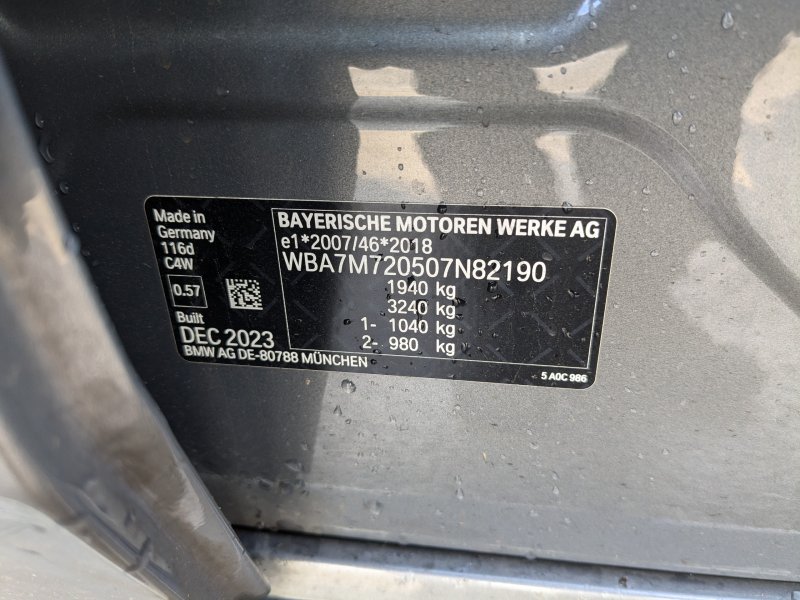 Made in
Germany
116d
C4W
0.57
Built
DEC 2023
BMW AG DE-80788 MÜNCHEN
BAYERISCHE MOTOREN WERKE AG
e1*2007/46*2018
WBA7M720507N82190
1940 kg
3240 kg
1- 1040 kg
2- 980 kg
5 A0C 986